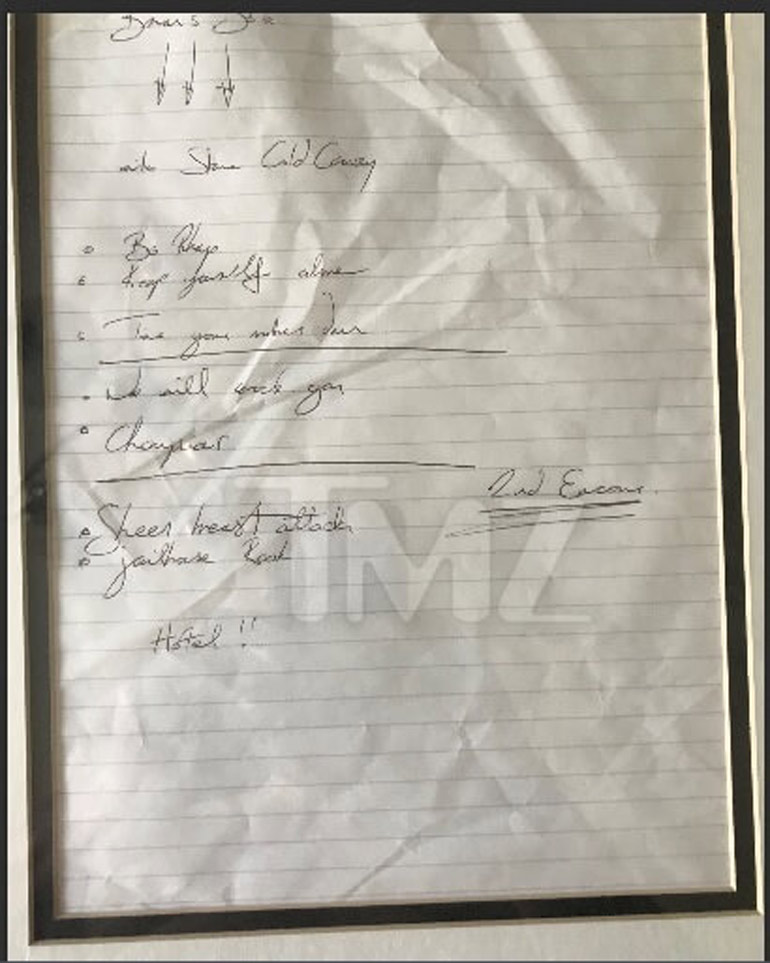 Stone Cold Crazy
Bo Rhap
Keep yourself alive
Tie your mother down
We will rock you
Champions
2nd Encore.
Sheer heart attack
Jailhouse Rock
TMZ
Hotel !!